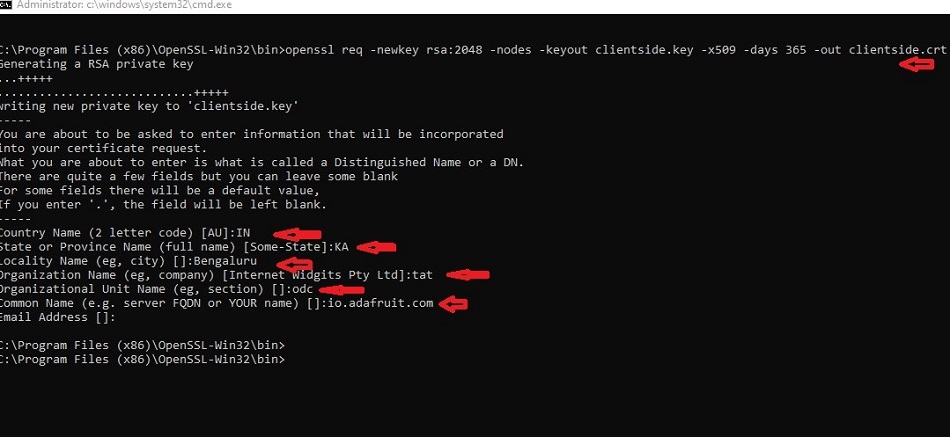 Administrator: c:\windows\system32\cmd.exe
C:\Program Files (x86)\OpenSSL-Win32\bin>openssl req -newkey rsa:2048 -nodes -keyout clientside.key -x509 -days 365 -out clientside.crt
Generating a RSA private key
...+++++
............................+++++
writing new private key to 'clientside.key'
-----
You are about to be asked to enter information that will be incorporated
into your certificate request.
What you are about to enter is what is called a Distinguished Name or a DN.
There are quite a few fields but you can leave some blank
For some fields there will be a default value,
If you enter '.', the field will be left blank.
-----
Country Name (2 letter code) [AU]:IN
State or Province Name (full name) [Some-State]:KA
Locality Name (eg, city) []:Bengaluru
Organization Name (eg, company) [Internet Widgits Pty Ltd]:tat
Organizational Unit Name (eg, section) []:odc
Common Name (e.g. server FQDN or YOUR name) []:io.adafruit.com
Email Address []:
C:\Program Files (x86)\OpenSSL-Win32\bin>
C:\Program Files (x86)\OpenSSL-Win32\bin>